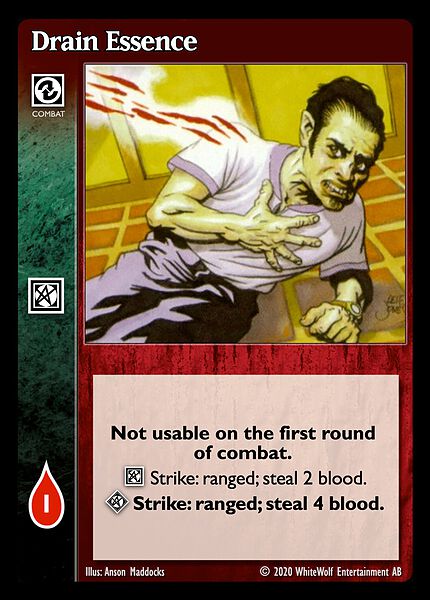 Drain Essence
COMBAT
Not usable on the first round
of combat.
Strike: ranged; steal 2 blood.
Strike: ranged; steal 4 blood.
1
Illus: Anson Maddocks
© 2020 WhiteWolf Entertainment AB